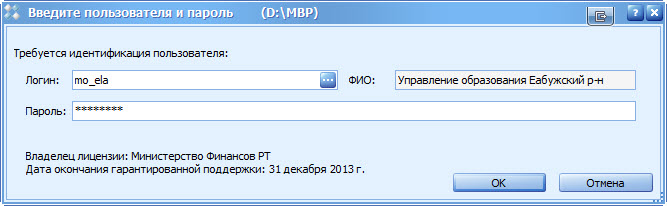 Введите пользователя и пароль (D:\MBP)
Требуется идентификация пользователя:
Логин: mo_ela ... ФИО: Управление образования Еабужский р-н
Пароль: ********
Владелец лицензии: Министерство Финансов РТ
Дата окончания гарантированной поддержки: 31 декабря 2013 г.
OK Отмена